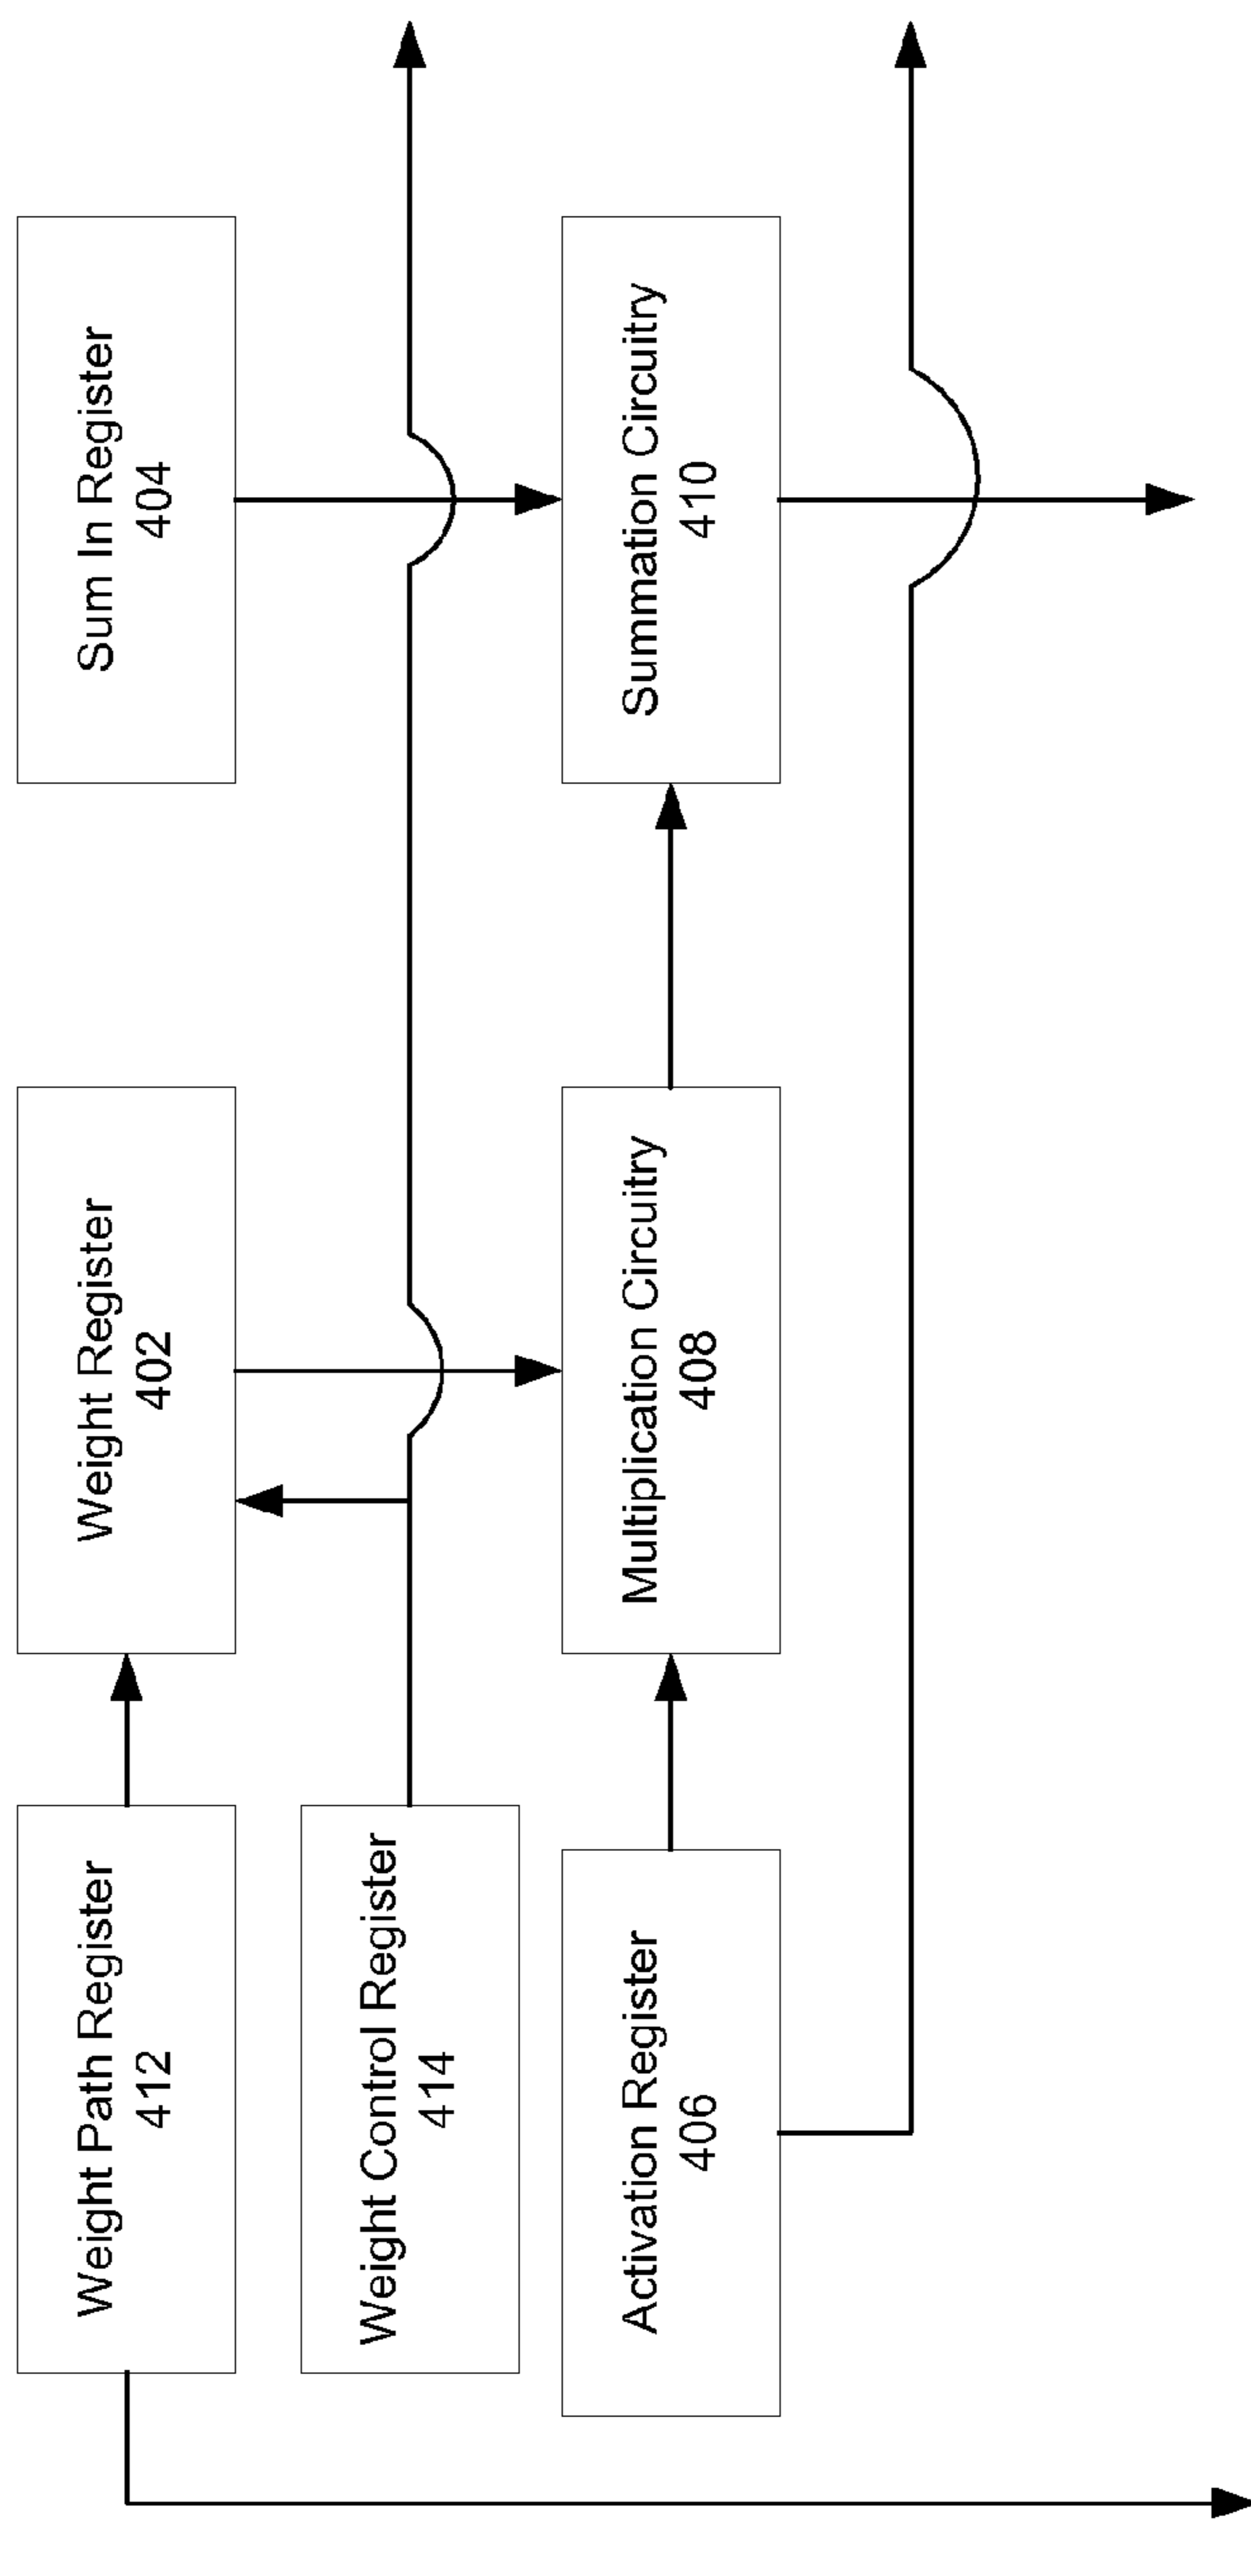 Weight Path Register
412
Weight Register
402
Sum In Register
404
Weight Control Register
414
Activation Register
406
Multiplication Circuitry
408
Summation Circuitry
410